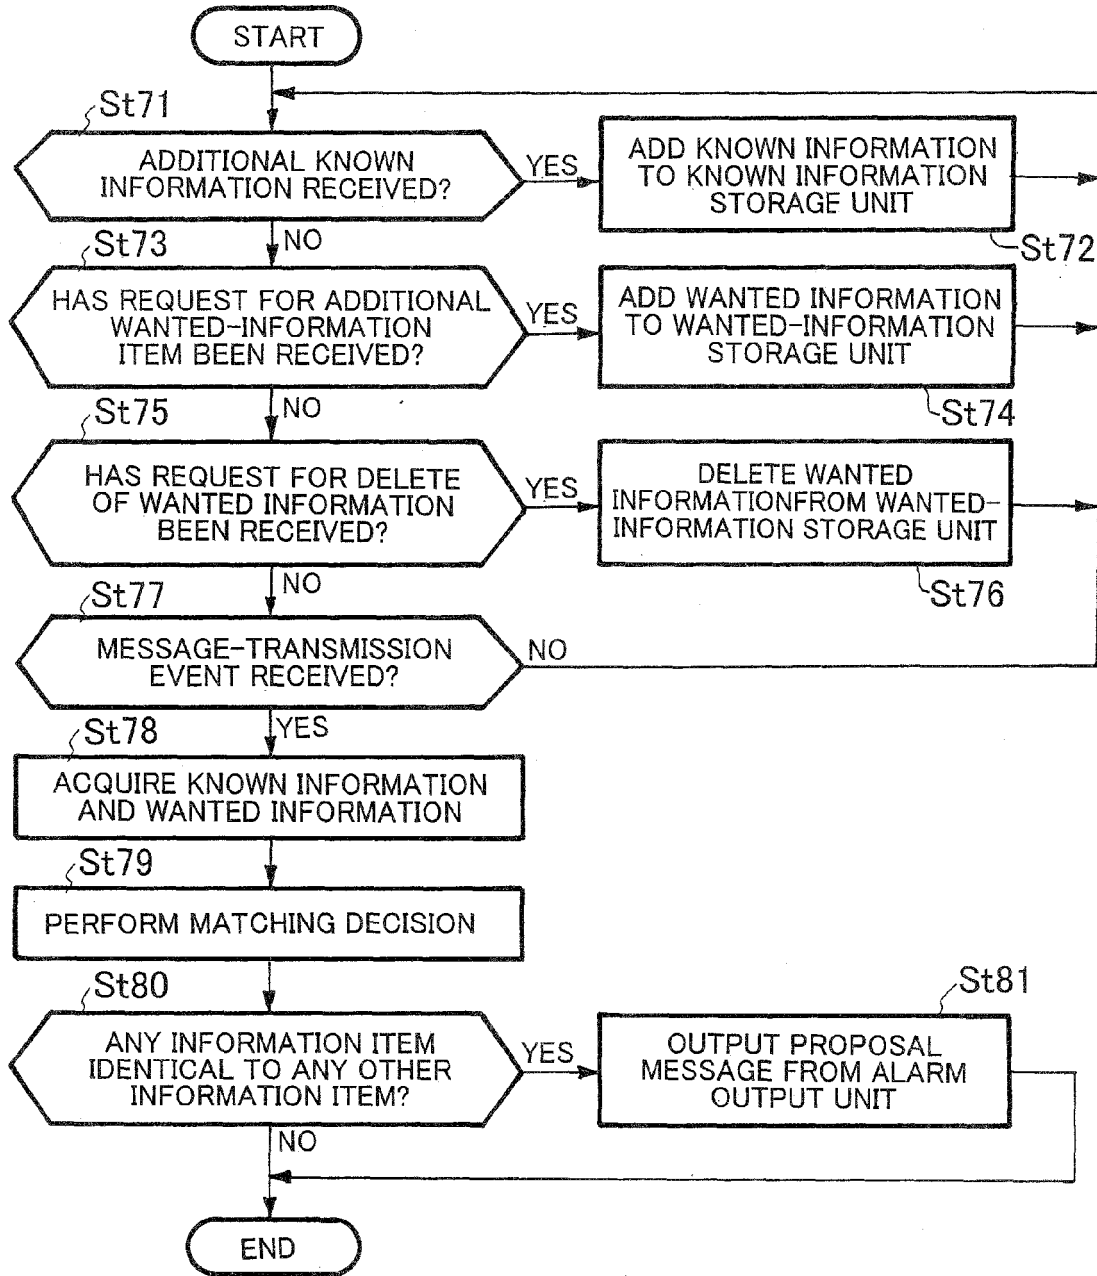 START
St71
ADDITIONAL KNOWN
INFORMATION RECEIVED?
YES
ADD KNOWN INFORMATION
TO KNOWN INFORMATION
STORAGE UNIT
St72
NO
St73
HAS REQUEST FOR ADDITIONAL
WANTED-INFORMATION
ITEM BEEN RECEIVED?
YES
ADD WANTED INFORMATION
TO WANTED-INFORMATION
STORAGE UNIT
St74
NO
St75
HAS REQUEST FOR DELETE
OF WANTED INFORMATION
BEEN RECEIVED?
YES
DELETE WANTED
INFORMATIONFROM WANTED-
INFORMATION STORAGE UNIT
St76
NO
St77
MESSAGE-TRANSMISSION
EVENT RECEIVED?
NO
YES
St78
ACQUIRE KNOWN INFORMATION
AND WANTED INFORMATION
St79
PERFORM MATCHING DECISION
St80
ANY INFORMATION ITEM
IDENTICAL TO ANY OTHER
INFORMATION ITEM?
YES
St81
OUTPUT PROPOSAL
MESSAGE FROM ALARM
OUTPUT UNIT
NO
END